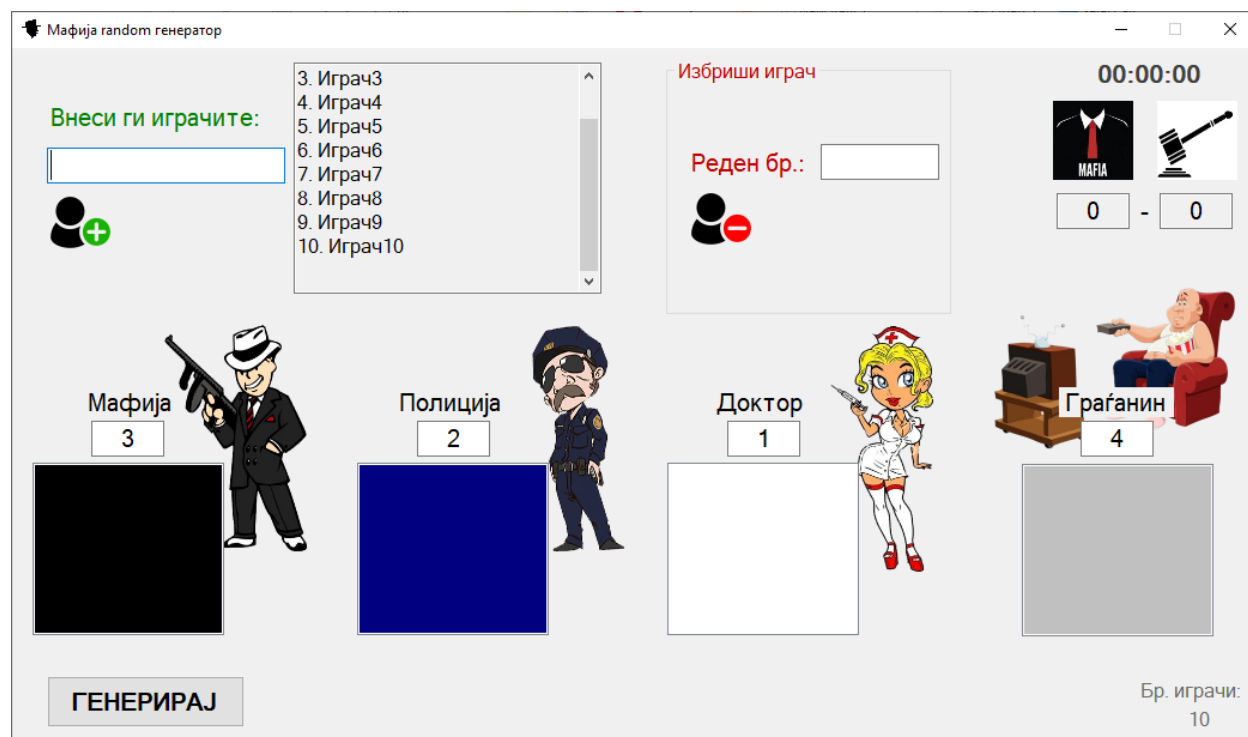 Мафија random генератор
Внеси ги играчите:
3. Играч3
4. Играч4
5. Играч5
6. Играч6
7. Играч7
8. Играч8
9. Играч9
10. Играч10
Избриши играч
Реден бр.:
00:00:00
MAFIA
0 - 0
Мафија
3
Полиција
2
Доктор
1
Граѓанин
4
ГЕНЕРИРАЈ
Бр. играчи:
10